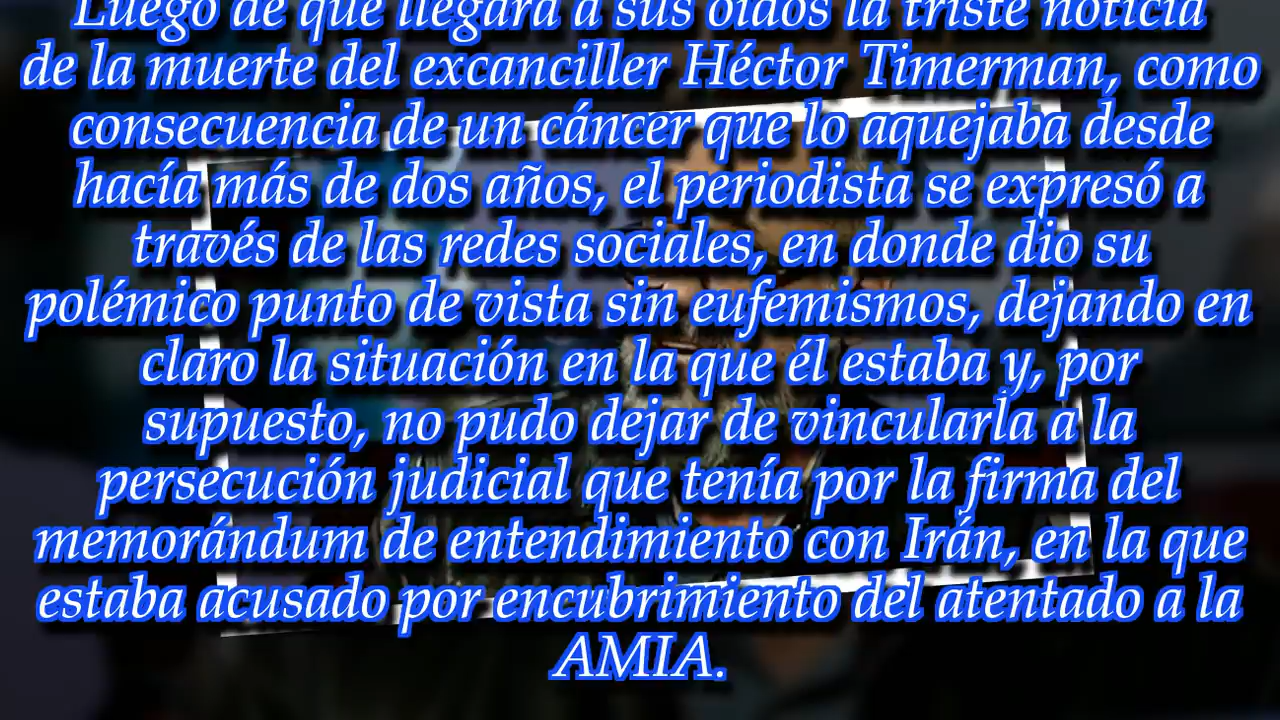 Luego de que llegara a sus oídos la triste noticia
de la muerte del excanciller Héctor Timerman, como
consecuencia de un cáncer que lo aquejaba desde
hacía más de dos años, el periodista se expresó a
través de las redes sociales, en donde dio su
polémico punto de vista sin eufemismos, dejando en
claro la situación en la que él estaba y, por
supuesto, no pudo dejar de vincularla a la
persecución judicial que tenía por la firma del
memorándum de entendimiento con Irán, en la que
estaba acusado por encubrimiento del atentado a la
AMIA.